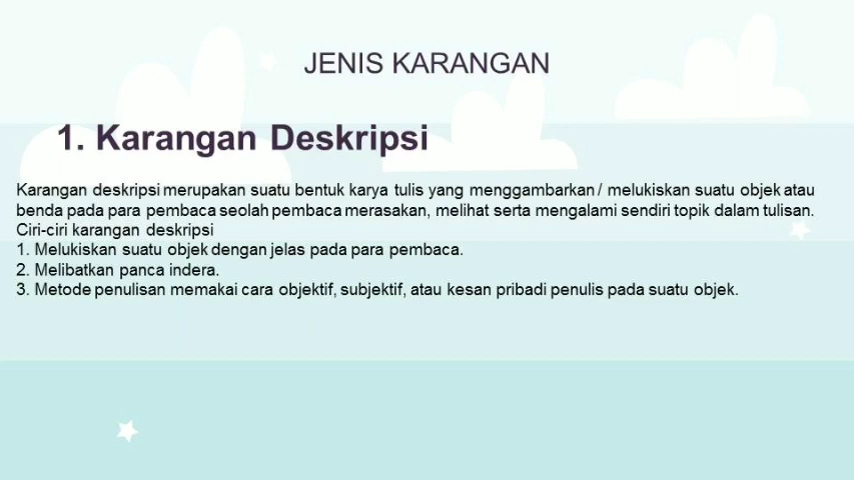 JENIS KARANGAN
1. Karangan Deskripsi
Karangan deskripsi merupakan suatu bentuk karya tulis yang menggambarkan / melukiskan suatu objek atau
benda pada para pembaca seolah pembaca merasakan, melihat serta mengalami sendiri topik dalam tulisan.
Ciri-ciri karangan deskripsi
1. Melukiskan suatu objek dengan jelas pada para pembaca.
2. Melibatkan panca indera.
3. Metode penulisan memakai cara objektif, subjektif, atau kesan pribadi penulis pada suatu objek.